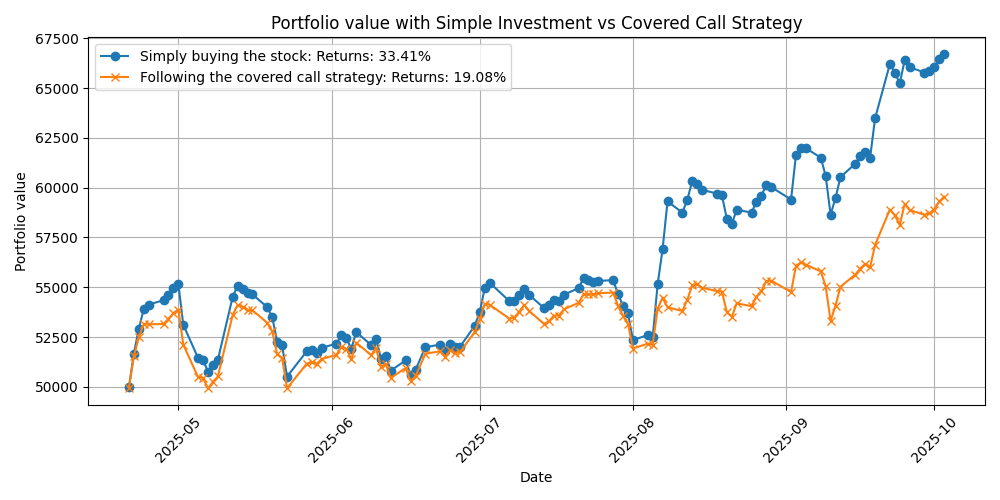 Portfolio value with Simple Investment vs Covered Call Strategy
Simply buying the stock: Returns: 33.41%
Following the covered call strategy: Returns: 19.08%
Portfolio value
67500
65000
62500
60000
57500
55000
52500
50000
2025-05
2025-06
2025-07
2025-08
2025-09
2025-10
Date